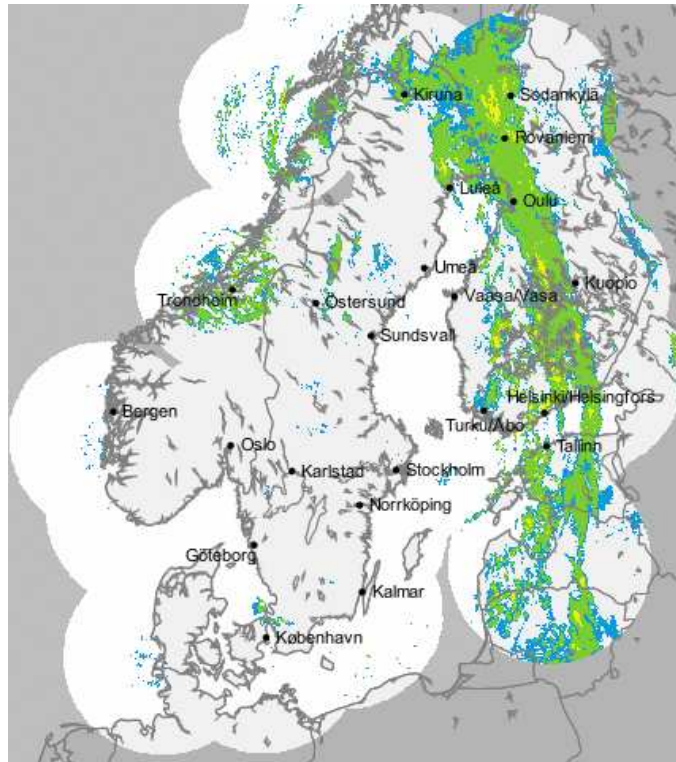 Kiruna
Sodankylä
Rovaniemi
Luleå
Oulu
Umeå
Kuopio
Trondheim
Östersund
Vaasa/Vasa
Sundsvall
Helsinki/Helsingfors
Bergen
Turku/Åbo
Oslo
Tallinn
Karlstad
Stockholm
Norrköping
Göteborg
Kalmar
København